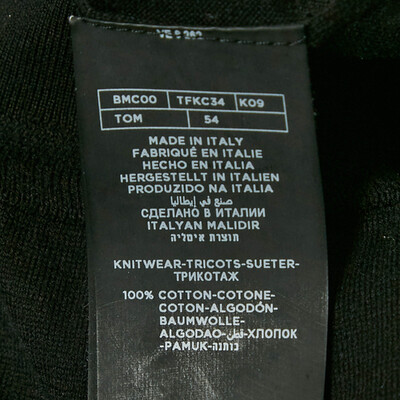 BMC00 TFKC34 K09
TOM 54
MADE IN ITALY
FABRIQUÉ EN ITALIE
HECHO EN ITALIA
HERGESTELLT IN ITALIEN
PRODUZIDO NA ITALIA
صنع في إيطاليا
СДЕЛАНО В ИТАЛИИ
ITALYAN MALIDIR
תוצרת איטליה
KNITWEAR-TRICOTS-SUETER-
ТРИКОТАЖ
100% COTTON-COTONE-
COTON-ALGODÓN-
BAUMWOLLE-
ALGODAO-قطن-ХЛОПОК
-PAMUK-כותנה